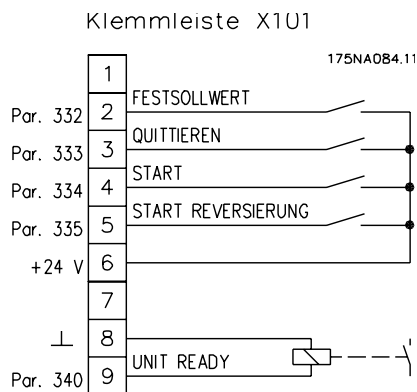 Klemmleiste X101
175NA084.11
1
Par. 332 2 FESTSOLLWERT
Par. 333 3 QUITTIEREN
Par. 334 4 START
Par. 335 5 START REVERSIERUNG
+24 V 6
7
8
Par. 340 9 UNIT READY